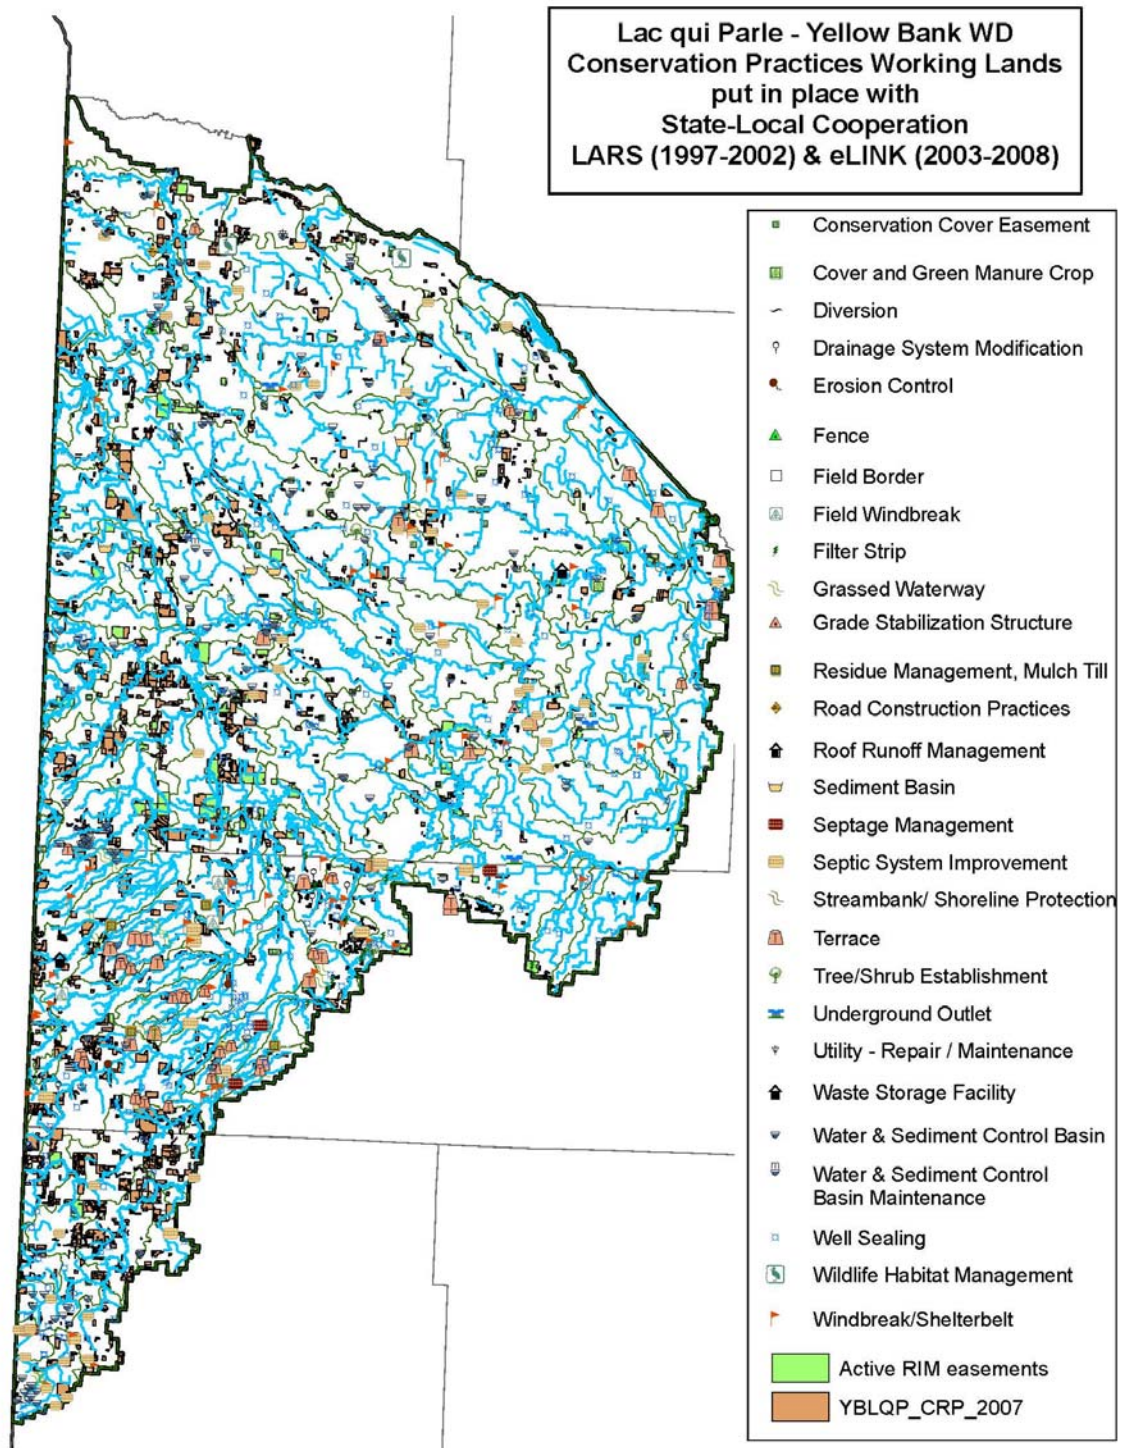 Lac qui Parle - Yellow Bank WD
Conservation Practices Working Lands
put in place with
State-Local Cooperation
LARS (1997-2002) & eLINK (2003-2008)
Conservation Cover Easement
Cover and Green Manure Crop
Diversion
Drainage System Modification
Erosion Control
Fence
Field Border
Field Windbreak
Filter Strip
Grassed Waterway
Grade Stabilization Structure
Residue Management, Mulch Till
Road Construction Practices
Roof Runoff Management
Sediment Basin
Septage Management
Septic System Improvement
Streambank/ Shoreline Protection
Terrace
Tree/Shrub Establishment
Underground Outlet
Utility - Repair / Maintenance
Waste Storage Facility
Water & Sediment Control Basin
Water & Sediment Control
Basin Maintenance
Well Sealing
Wildlife Habitat Management
Windbreak/Shelterbelt
Active RIM easements
YBLQP_CRP_2007